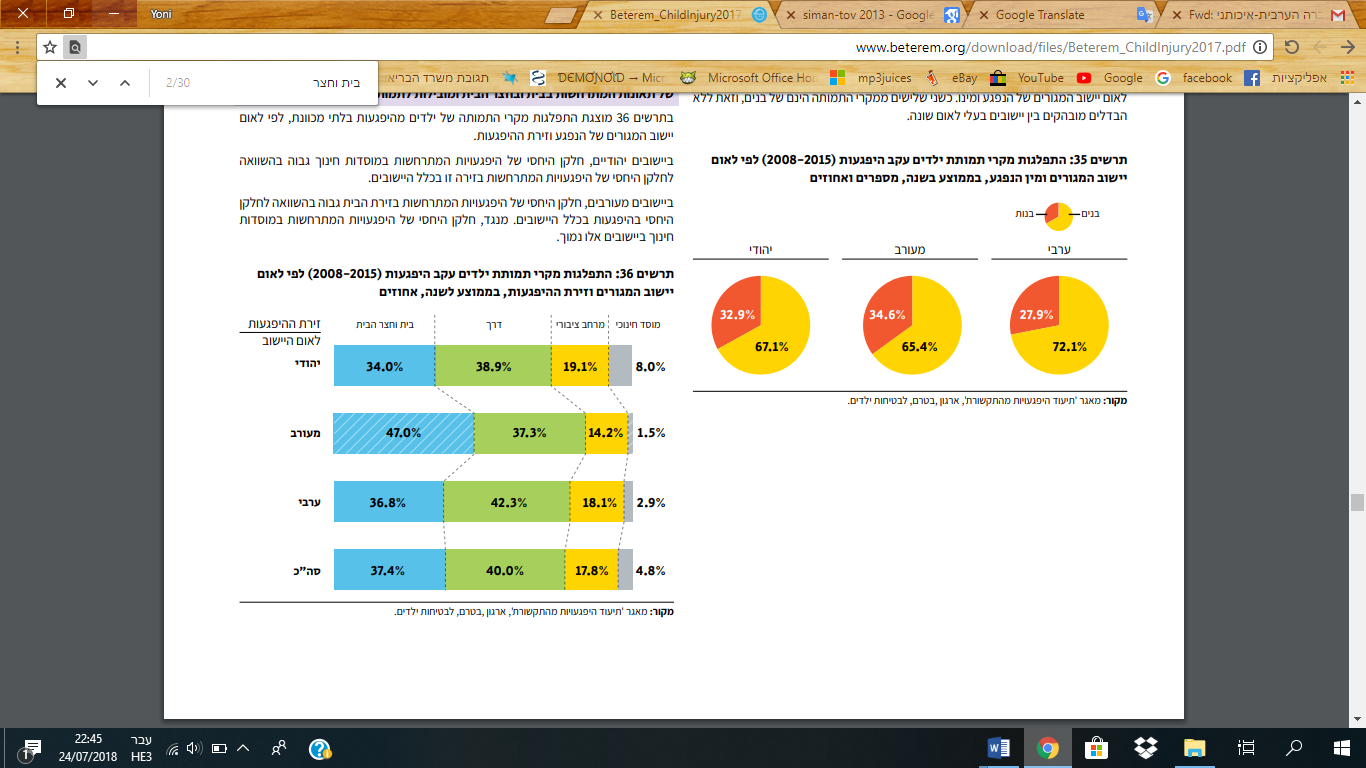 Yoni
Beterem_ChildInjury2017
siman-tov 2013 - Google
Google Translate
Fwd: רה הערבית-איכותני
www.beterem.org/download/files/Beterem_ChildInjury2017.pdf
בית וחצר
2/30
אפליקציות
facebook
Google
YouTube
eBay
mp3juices
Microsoft Office Ho
DEMONOID → Micr
תגובת משרד הבריאו
לאום יישוב המגורים של הנפגע ומינו. כשני שלישים ממקרי התמותה הינם של בנים, וזאת ללא
הבדלים מובהקים בין יישובים בעלי לאום שונה.
תרשים 35: התפלגות מקרי תמותת ילדים עקב היפגעות (2008-2015) לפי לאום
יישוב המגורים ומין הנפגע, בממוצע בשנה, מספרים ואחוזים
בנים
בנות
ערבי
מעורב
יהודי
27.9%
72.1%
34.6%
65.4%
32.9%
67.1%
מקור: מאגר 'תיעוד היפגעויות מהתקשורת', ארגון ,בטרם, לבטיחות ילדים.
של תאונות המתרחשות בבית ובחצר הבית ומובילות לתמות
בתרשים 36 מוצגת התפלגות מקרי התמותה של ילדים מהיפגעות בלתי מכוונת, לפי לאום
יישוב המגורים של הנפגע וזירת ההיפגעות.
ביישובים יהודיים, חלקן היחסי של היפגעויות המתרחשות במוסדות חינוך גבוה בהשוואה
לחלקן היחסי של היפגעויות המתרחשות בזירה זו בכלל היישובים.
ביישובים מעורבים, חלקן היחסי של היפגעויות המתרחשות בזירת הבית גבוה בהשוואה לחלקן
היחסי בהיפגעות בכלל היישובים. מנגד, חלקן היחסי של היפגעויות המתרחשות במוסדות
חינוך ביישובים אלו נמוך.
תרשים 36: התפלגות מקרי תמותת ילדים עקב היפגעות (2008-2015) לפי לאום
יישוב המגורים וזירת ההיפגעות, בממוצע לשנה, אחוזים
זירת ההיפגעות
לאום היישוב
בית וחצר הבית
דרך
מרחב ציבורי
מוסד חינוכי
יהודי
34.0%
38.9%
19.1%
8.0%
מעורב
47.0%
37.3%
14.2%
1.5%
ערבי
36.8%
42.3%
18.1%
2.9%
סה"כ
37.4%
40.0%
17.8%
4.8%
מקור: מאגר 'תיעוד היפגעויות מהתקשורת', ארגון ,בטרם, לבטיחות ילדים.
22:45
24/07/2018
עבר
HE3
1